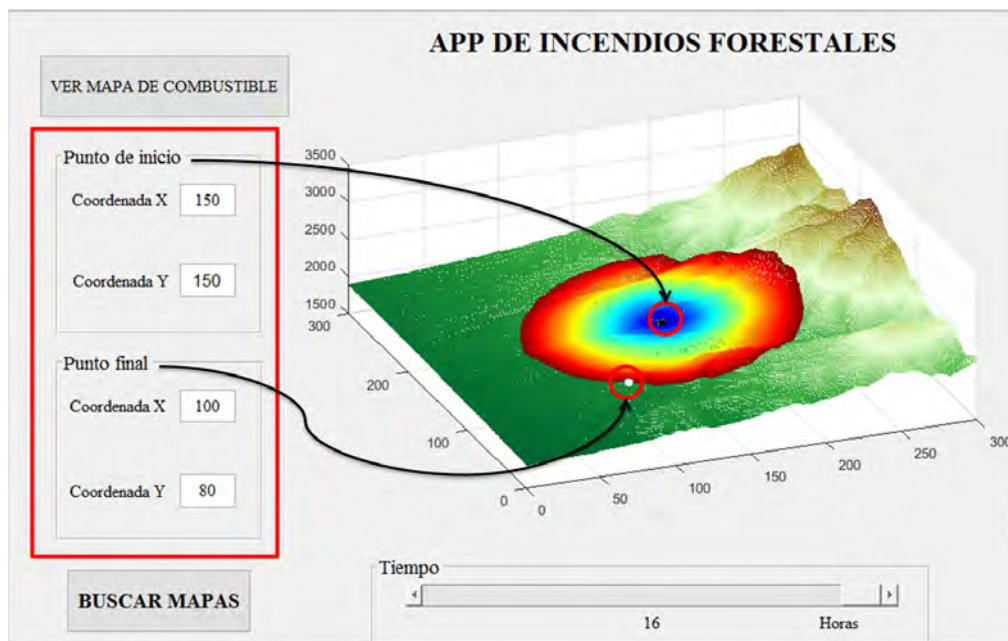 APP DE INCENDIOS FORESTALES
VER MAPA DE COMBUSTIBLE
Punto de inicio
Coordenada X 150
Coordenada Y 150
Punto final
Coordenada X 100
Coordenada Y 80
BUSCAR MAPAS
3500
3000
2500
2000
1500
300
200
100
0
0
50
100
150
200
250
300
Tiempo
16 Horas